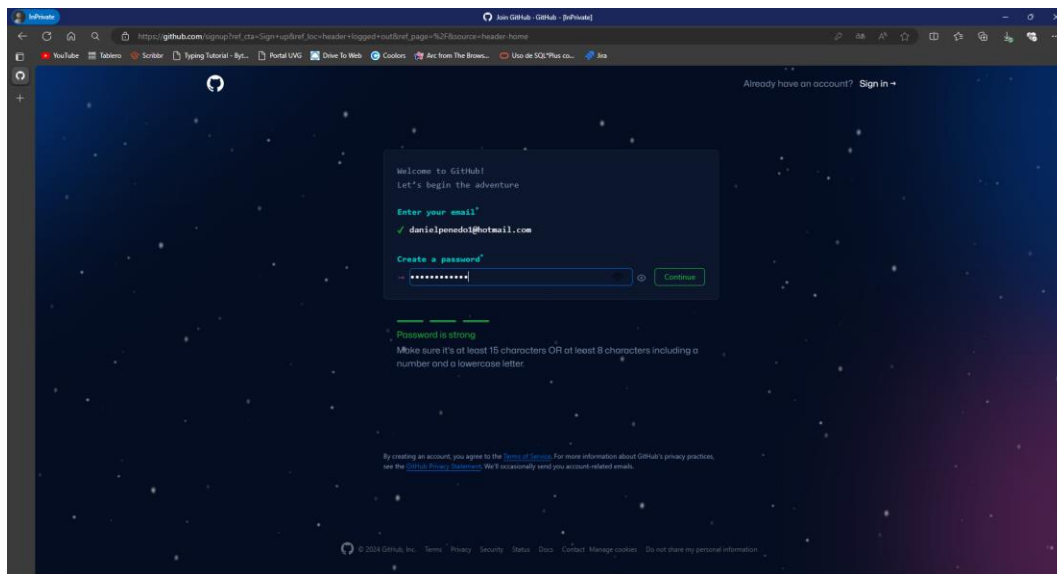 InPrivate
Join GitHub · GitHub - [InPrivate]
https://github.com/signup?ref_cta=Sign+up&ref_loc=header+logged+out&ref_page=%2F&source=header-home
YouTube Tablero Scribbr Typing Tutorial - Byt... Portal UVG Drive To Web Coolors Arc from The Brows... Uso de SQL*Plus co... Jira
Already have an account? Sign in →
Welcome to GitHub!
Let's begin the adventure
Enter your email*
✓ danielpenedo1@hotmail.com
Create a password*
→ •••••••••••• Continue
Password is strong
Make sure it's at least 15 characters OR at least 8 characters including a
number and a lowercase letter.
By creating an account, you agree to the Terms of Service. For more information about GitHub's privacy practices,
see the GitHub Privacy Statement. We'll occasionally send you account-related emails.
© 2024 GitHub, Inc. Terms Privacy Security Status Docs Contact Manage cookies Do not share my personal information